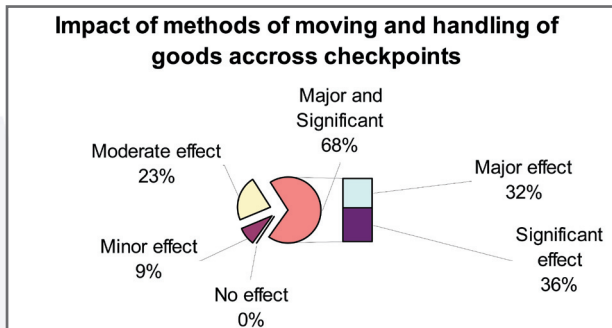 Impact of methods of moving and handling of
goods accross checkpoints
Major and
Significant
68%
Moderate effect
23%
Major effect
32%
Minor effect
9%
Significant
effect
36%
No effect
0%